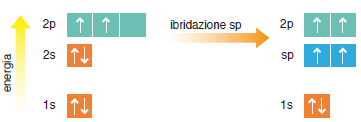 2p
ibridazione sp
2p
2s
sp
energia
1s
1s